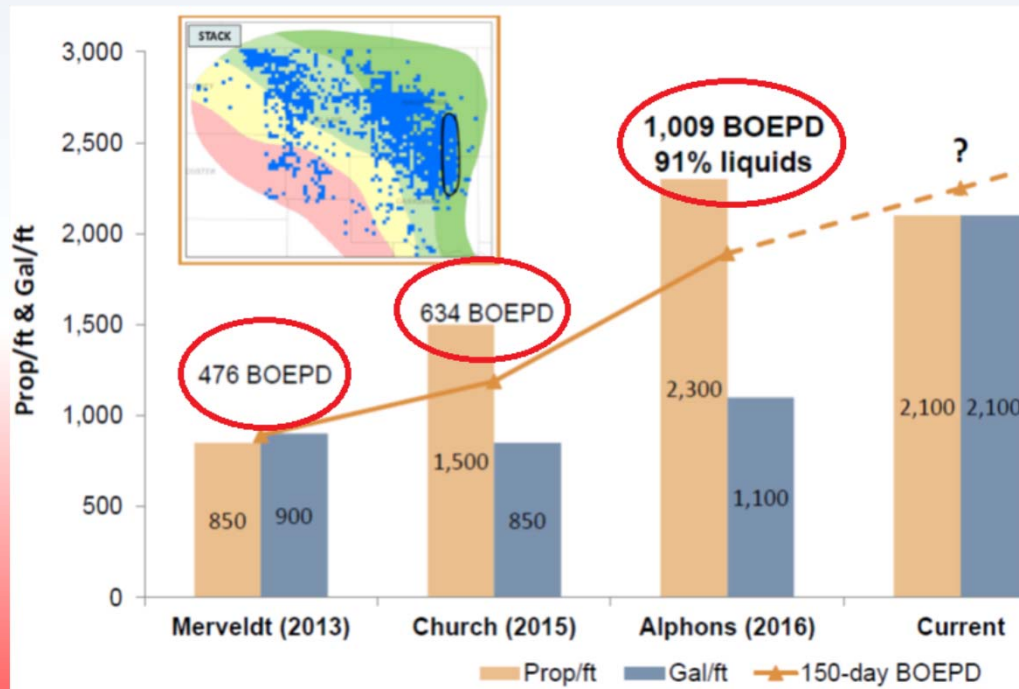 STACK
3,000
2,500
2,000
1,500
1,000
500
0
Prop/ft & Gal/ft
476 BOEPD
634 BOEPD
1,009 BOEPD
91% liquids
?
850
900
1,500
850
2,300
1,100
2,100
2,100
Merveldt (2013)
Church (2015)
Alphons (2016)
Current
Prop/ft
Gal/ft
150-day BOEPD